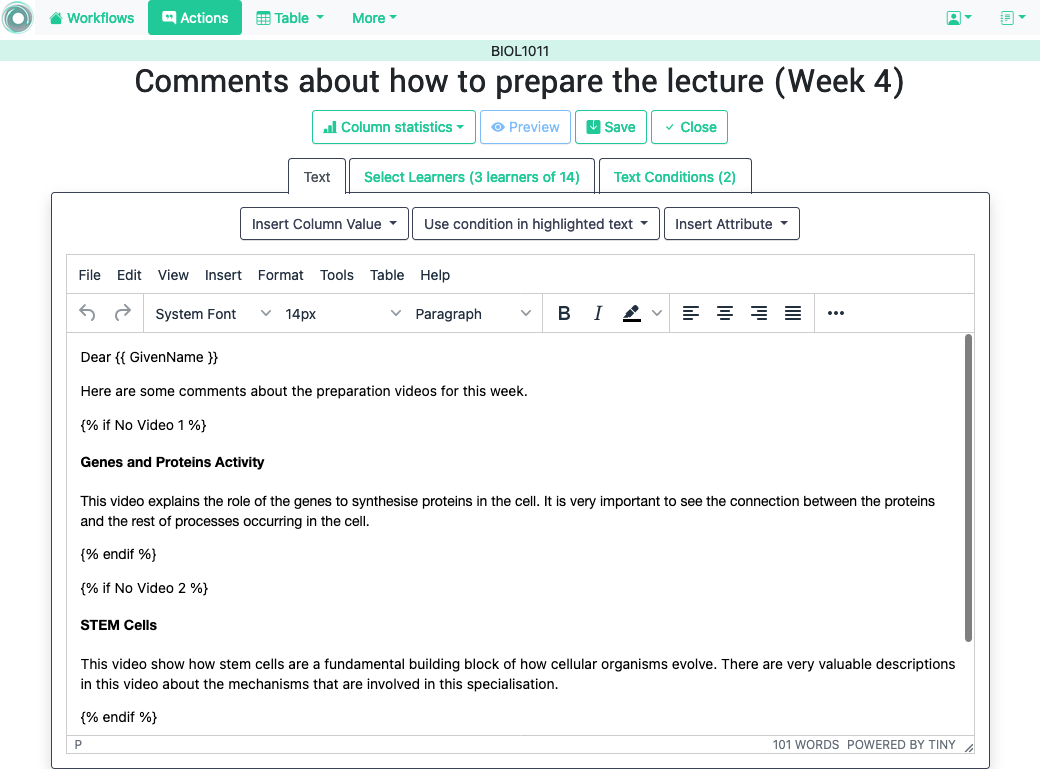 Workflows Actions Table More
BIOL1011
Comments about how to prepare the lecture (Week 4)
Column statistics Preview Save Close
Text Select Learners (3 learners of 14) Text Conditions (2)
Insert Column Value Use condition in highlighted text Insert Attribute
File Edit View Insert Format Tools Table Help
System Font 14px Paragraph B I
Dear {{ GivenName }}
Here are some comments about the preparation videos for this week.
{% if No Video 1 %}
Genes and Proteins Activity
This video explains the role of the genes to synthesise proteins in the cell. It is very important to see the connection between the proteins
and the rest of processes occurring in the cell.
{% endif %}
{% if No Video 2 %}
STEM Cells
This video show how stem cells are a fundamental building block of how cellular organisms evolve. There are very valuable descriptions
in this video about the mechanisms that are involved in this specialisation.
{% endif %}
P 101 WORDS POWERED BY TINY